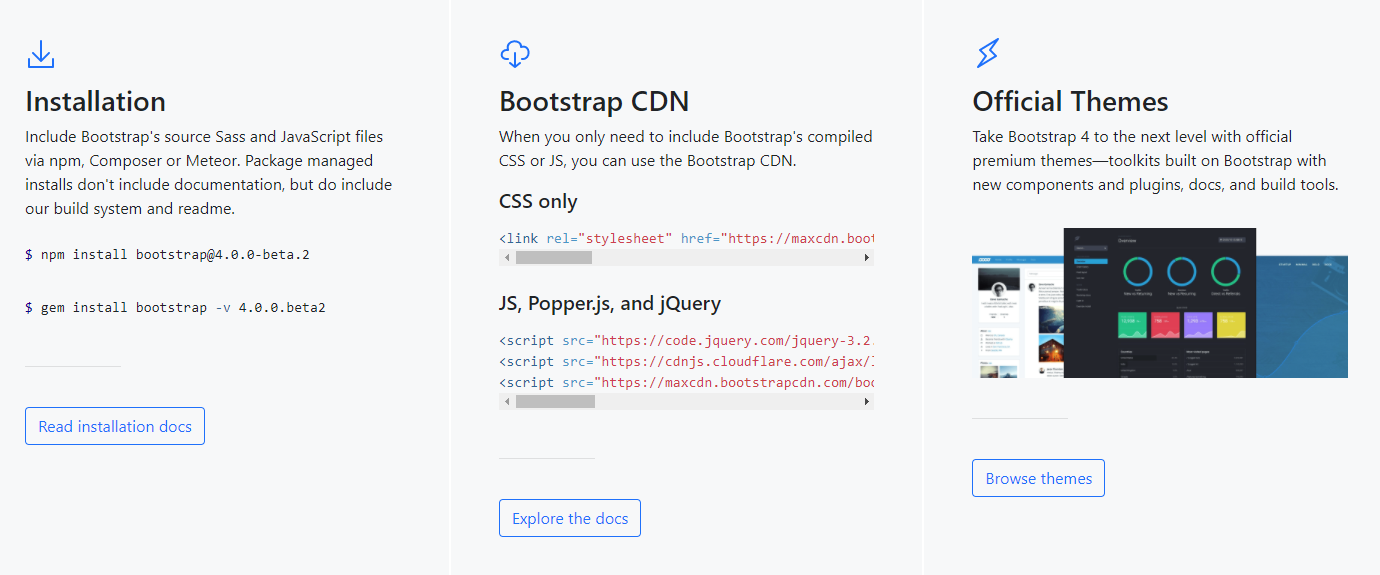 Installation
Include Bootstrap's source Sass and JavaScript files
via npm, Composer or Meteor. Package managed
installs don't include documentation, but do include
our build system and readme.
$ npm install bootstrap@4.0.0-beta.2
$ gem install bootstrap -v 4.0.0.beta2
Read installation docs
Bootstrap CDN
When you only need to include Bootstrap's compiled
CSS or JS, you can use the Bootstrap CDN.
CSS only
<link rel="stylesheet" href="https://maxcdn.boot
JS, Popper.js, and jQuery
<script src="https://code.jquery.com/jquery-3.2.
<script src="https://cdnjs.cloudflare.com/ajax/l
<script src="https://maxcdn.bootstrapcdn.com/boo
Explore the docs
Official Themes
Take Bootstrap 4 to the next level with official
premium themes—toolkits built on Bootstrap with
new components and plugins, docs, and build tools.
Overview
Browse themes